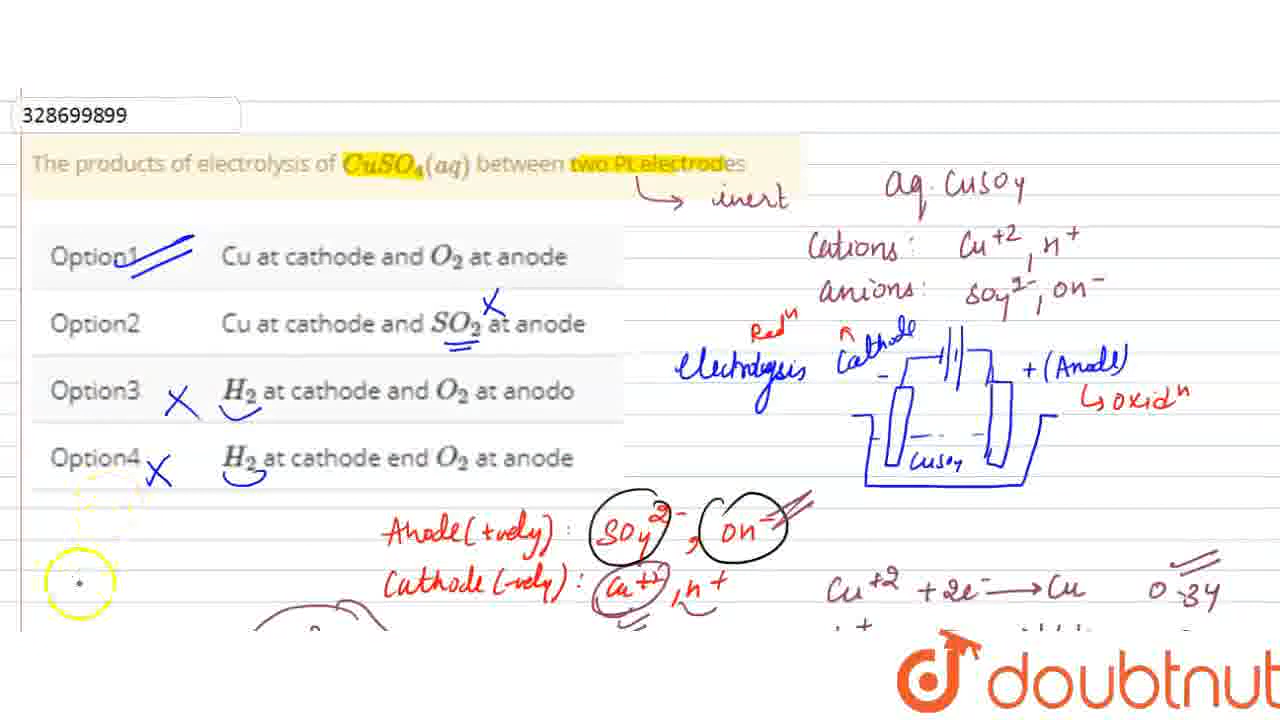 328699899
The products of electrolysis of CuSO₄(aq) between two Pt electrodes
inert
aq. CuSO4
Cations: Cu+2, H+
anions: SO4 2-, OH-
Option1 Cu at cathode and O₂ at anode
Option2 Cu at cathode and SO₂ at anode
Option3 H₂ at cathode and O₂ at anodo
Option4 H₂ at cathode end O₂ at anode
Redn
Electrolysis Cathode
- + (Anode)
Oxidn
CuSO4
Anode(+vely) : SO4 2-, OH-
Cathode(-vely) : Cu+2, H+
Cu+2 + 2e- → Cu 0.34
doubtnut